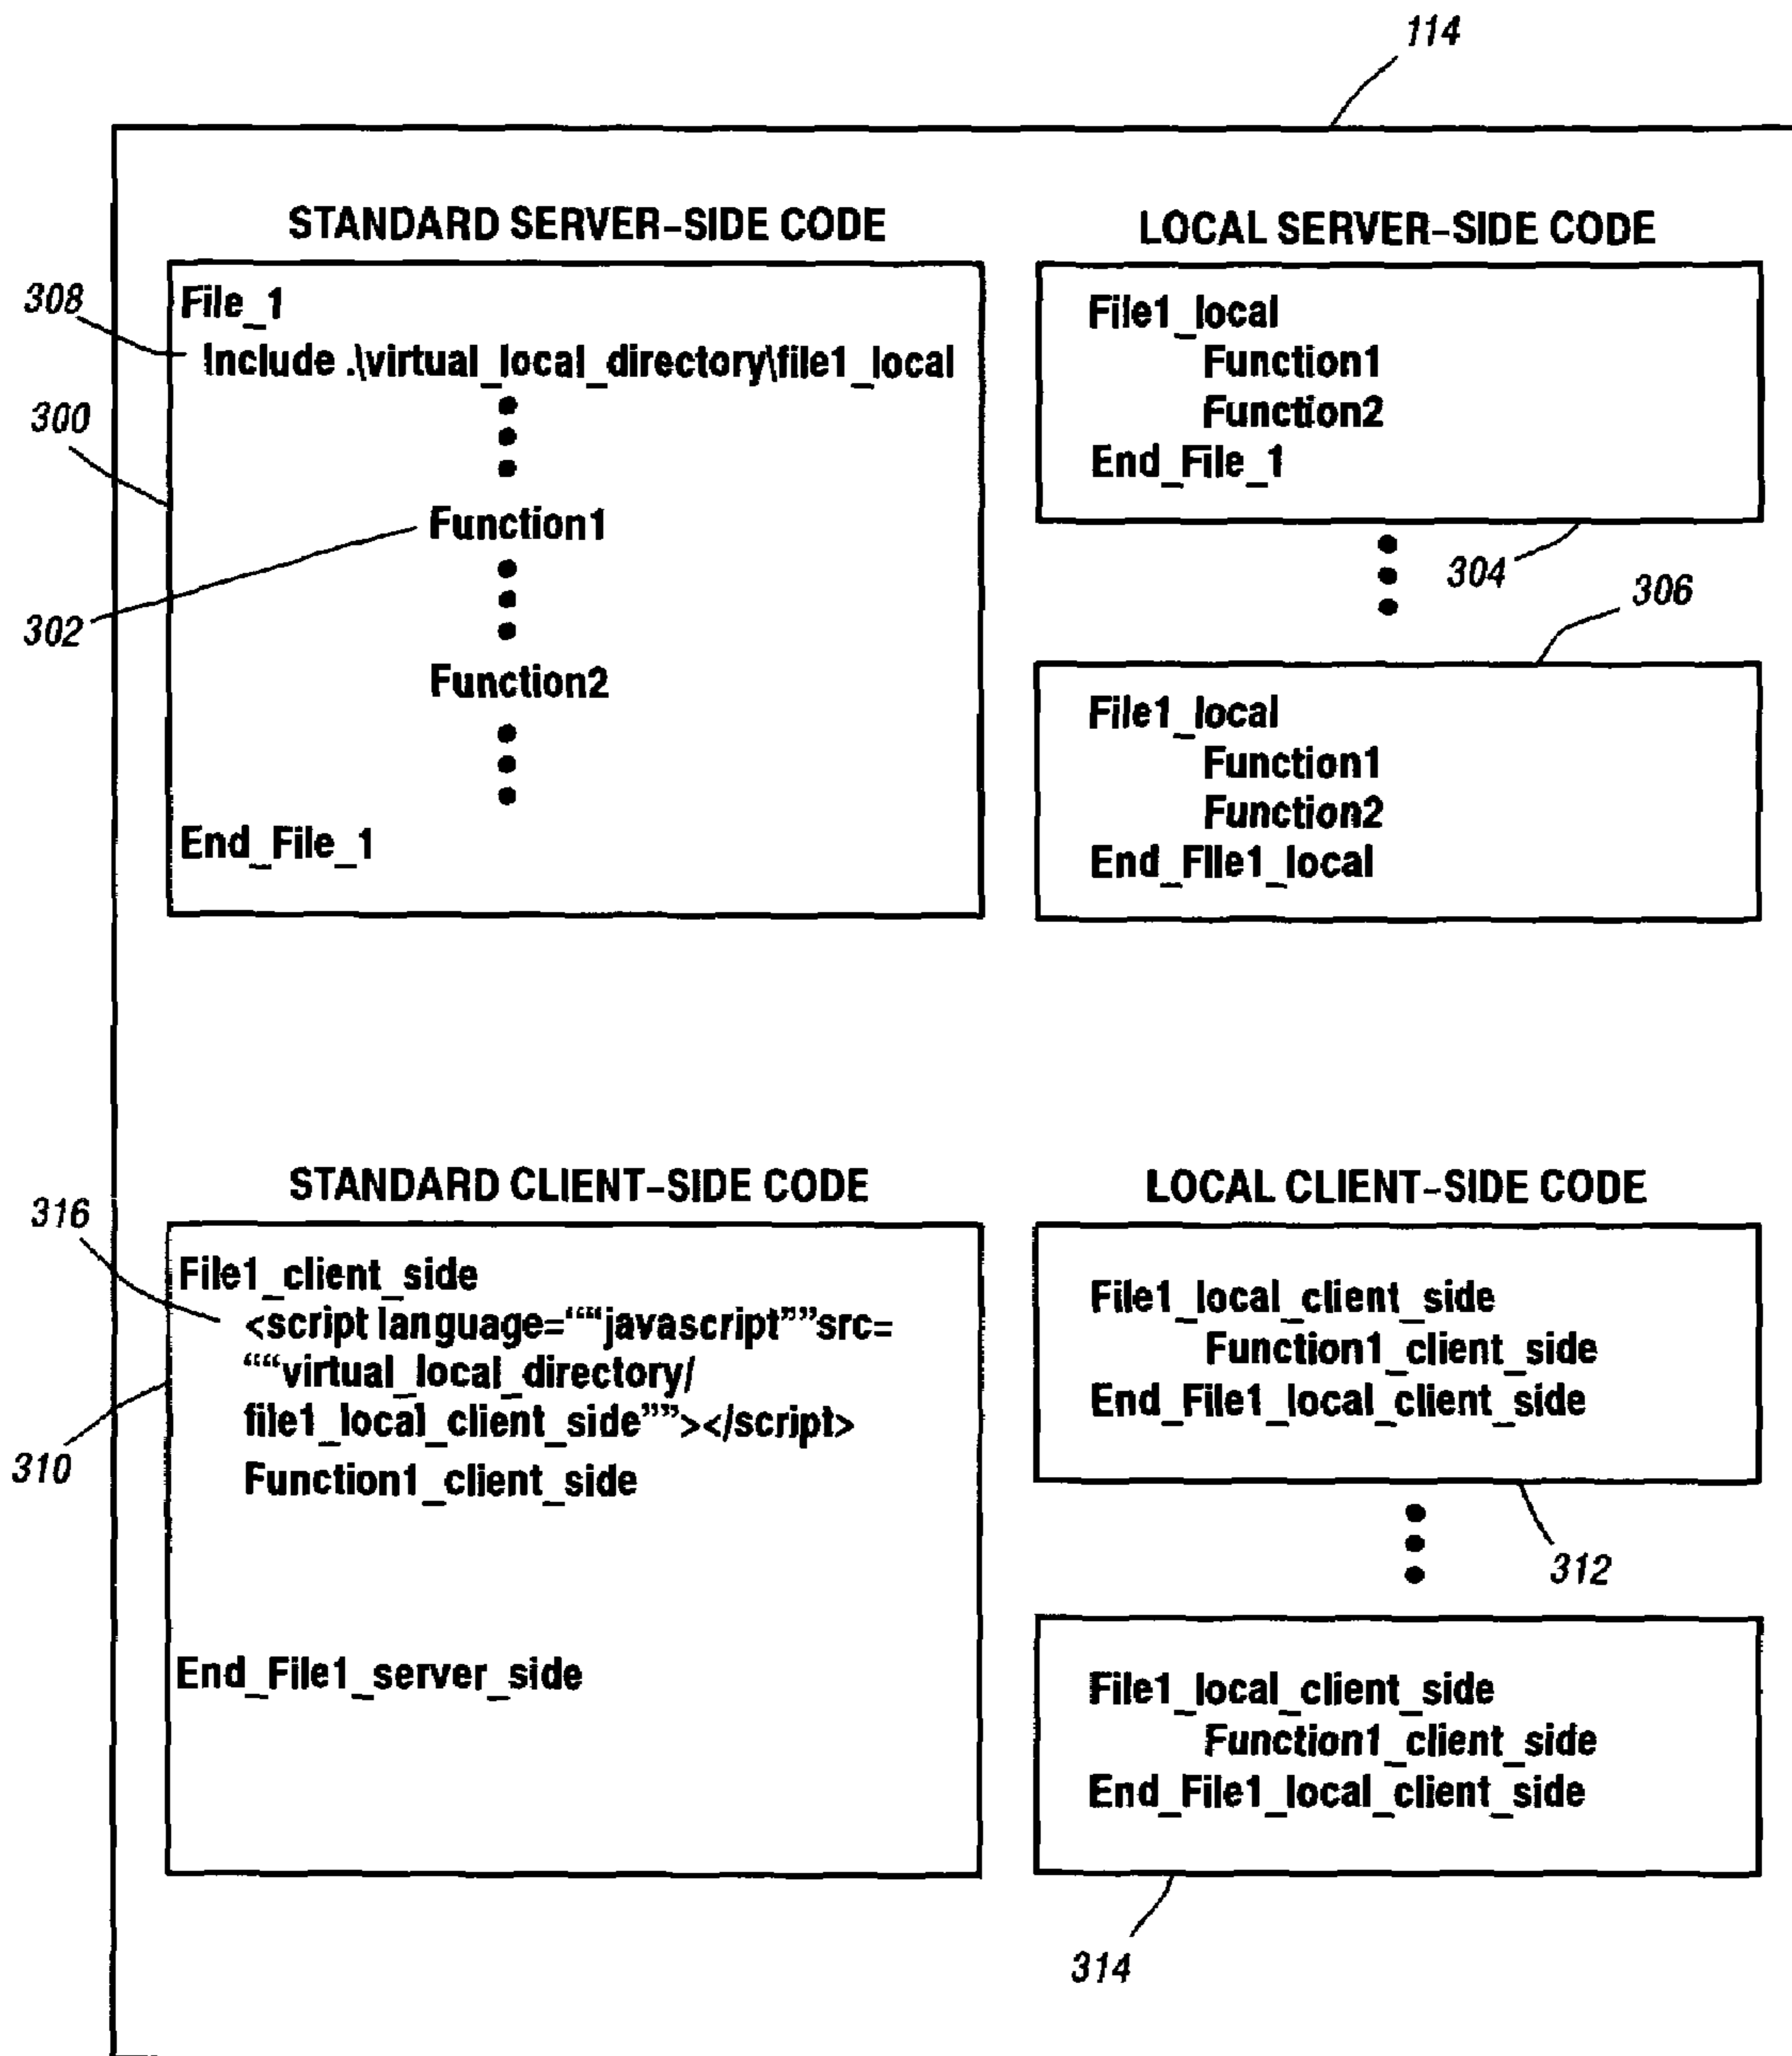 114
STANDARD SERVER-SIDE CODE
308
File_1
Include .\virtual_local_directory\file1_local
300
Function1
302
Function2
End_File_1
LOCAL SERVER-SIDE CODE
File1_local
Function1
Function2
End_File_1
304
306
File1_local
Function1
Function2
End_File1_local
STANDARD CLIENT-SIDE CODE
316
File1_client_side
<script language=““javascript””src=
““virtual_local_directory/
file1_local_client_side””></script>
310
Function1_client_side
End_File1_server_side
LOCAL CLIENT-SIDE CODE
File1_local_client_side
Function1_client_side
End_File1_local_client_side
312
File1_local_client_side
Function1_client_side
End_File1_local_client_side
314